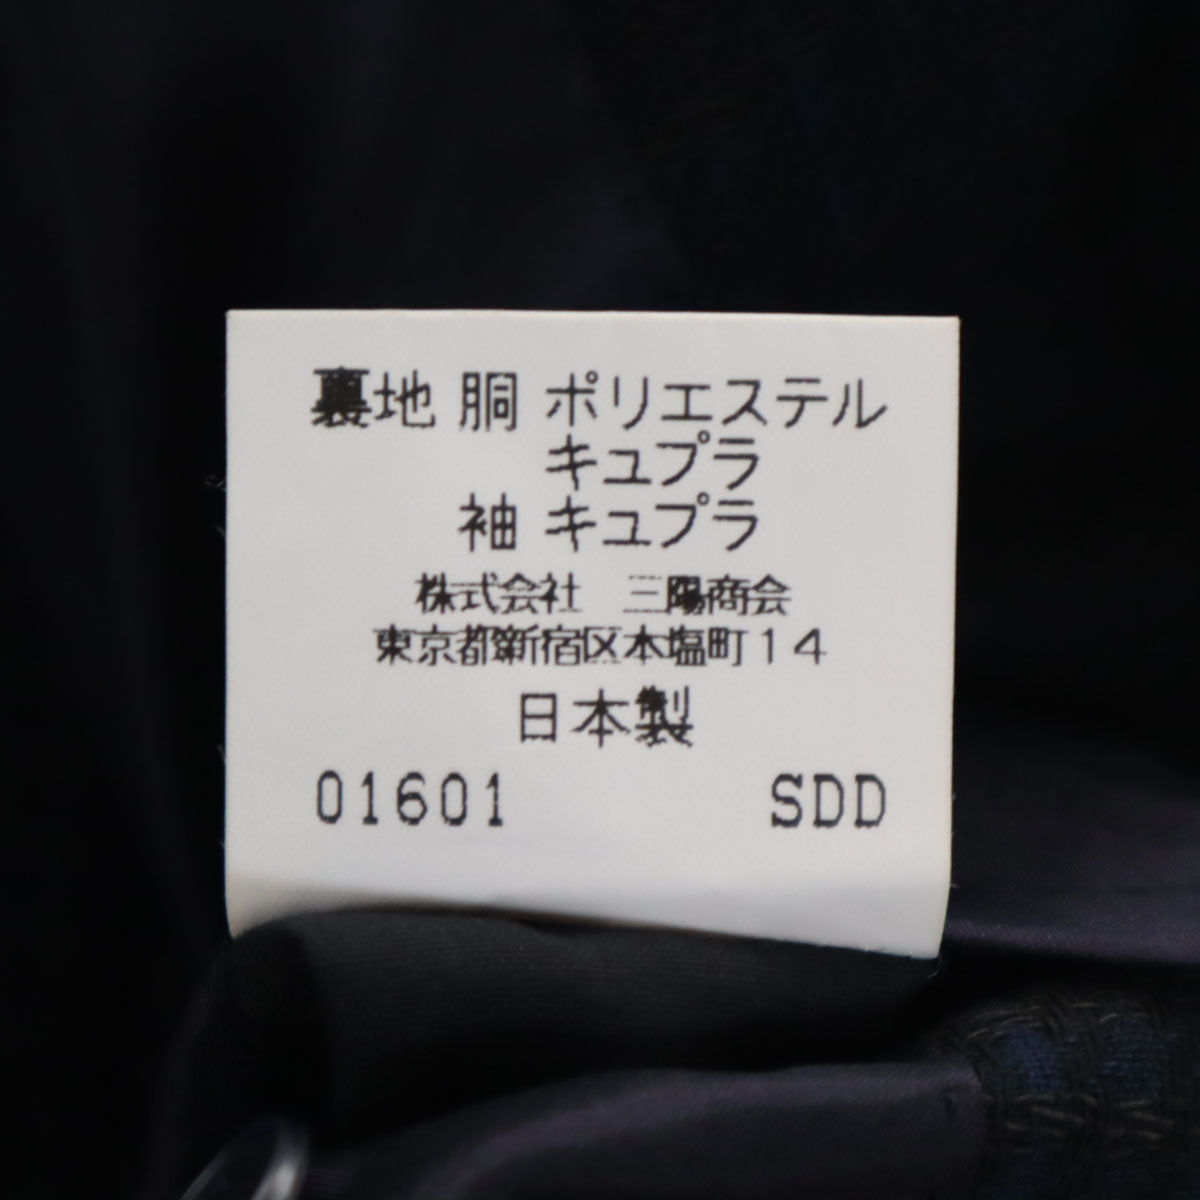 裏地 胴 ポリエステル
キュプラ
袖 キュプラ
株式会社 三陽商会
東京都新宿区本塩町14
日本製
01601 SDD